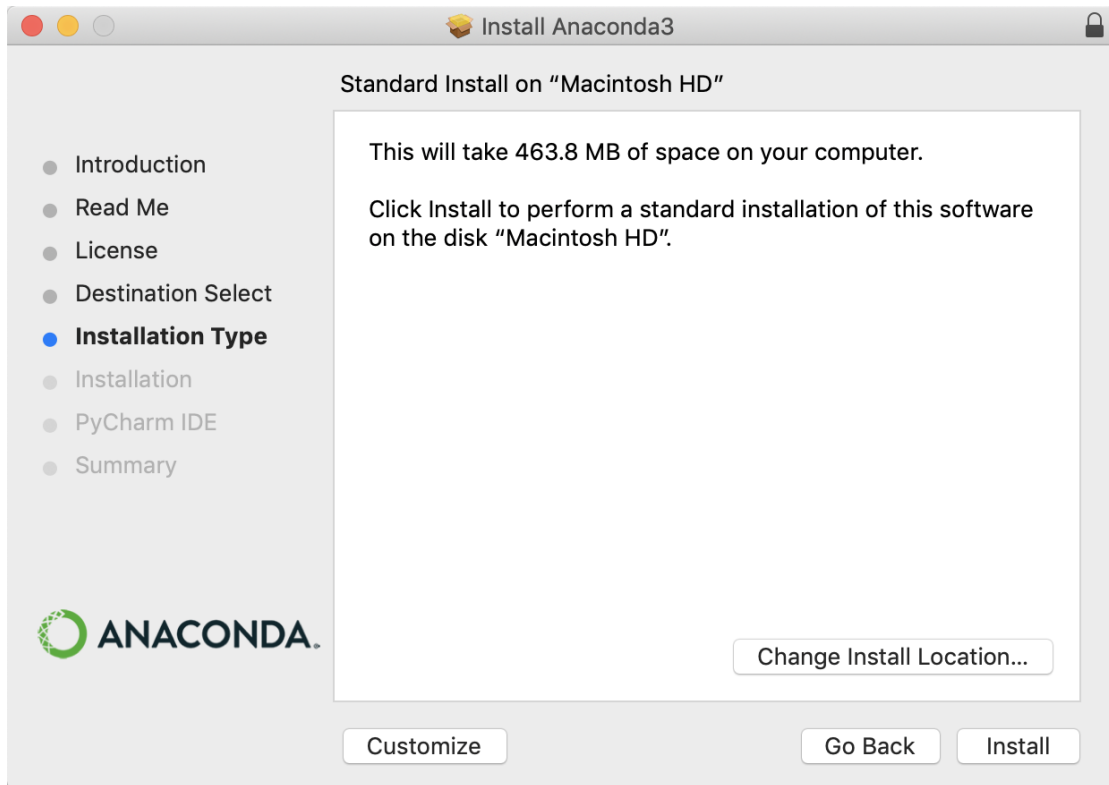 Install Anaconda3
Standard Install on “Macintosh HD”
Introduction
Read Me
License
Destination Select
Installation Type
Installation
PyCharm IDE
Summary
This will take 463.8 MB of space on your computer.
Click Install to perform a standard installation of this software
on the disk “Macintosh HD”.
ANACONDA.
Change Install Location...
Customize
Go Back
Install